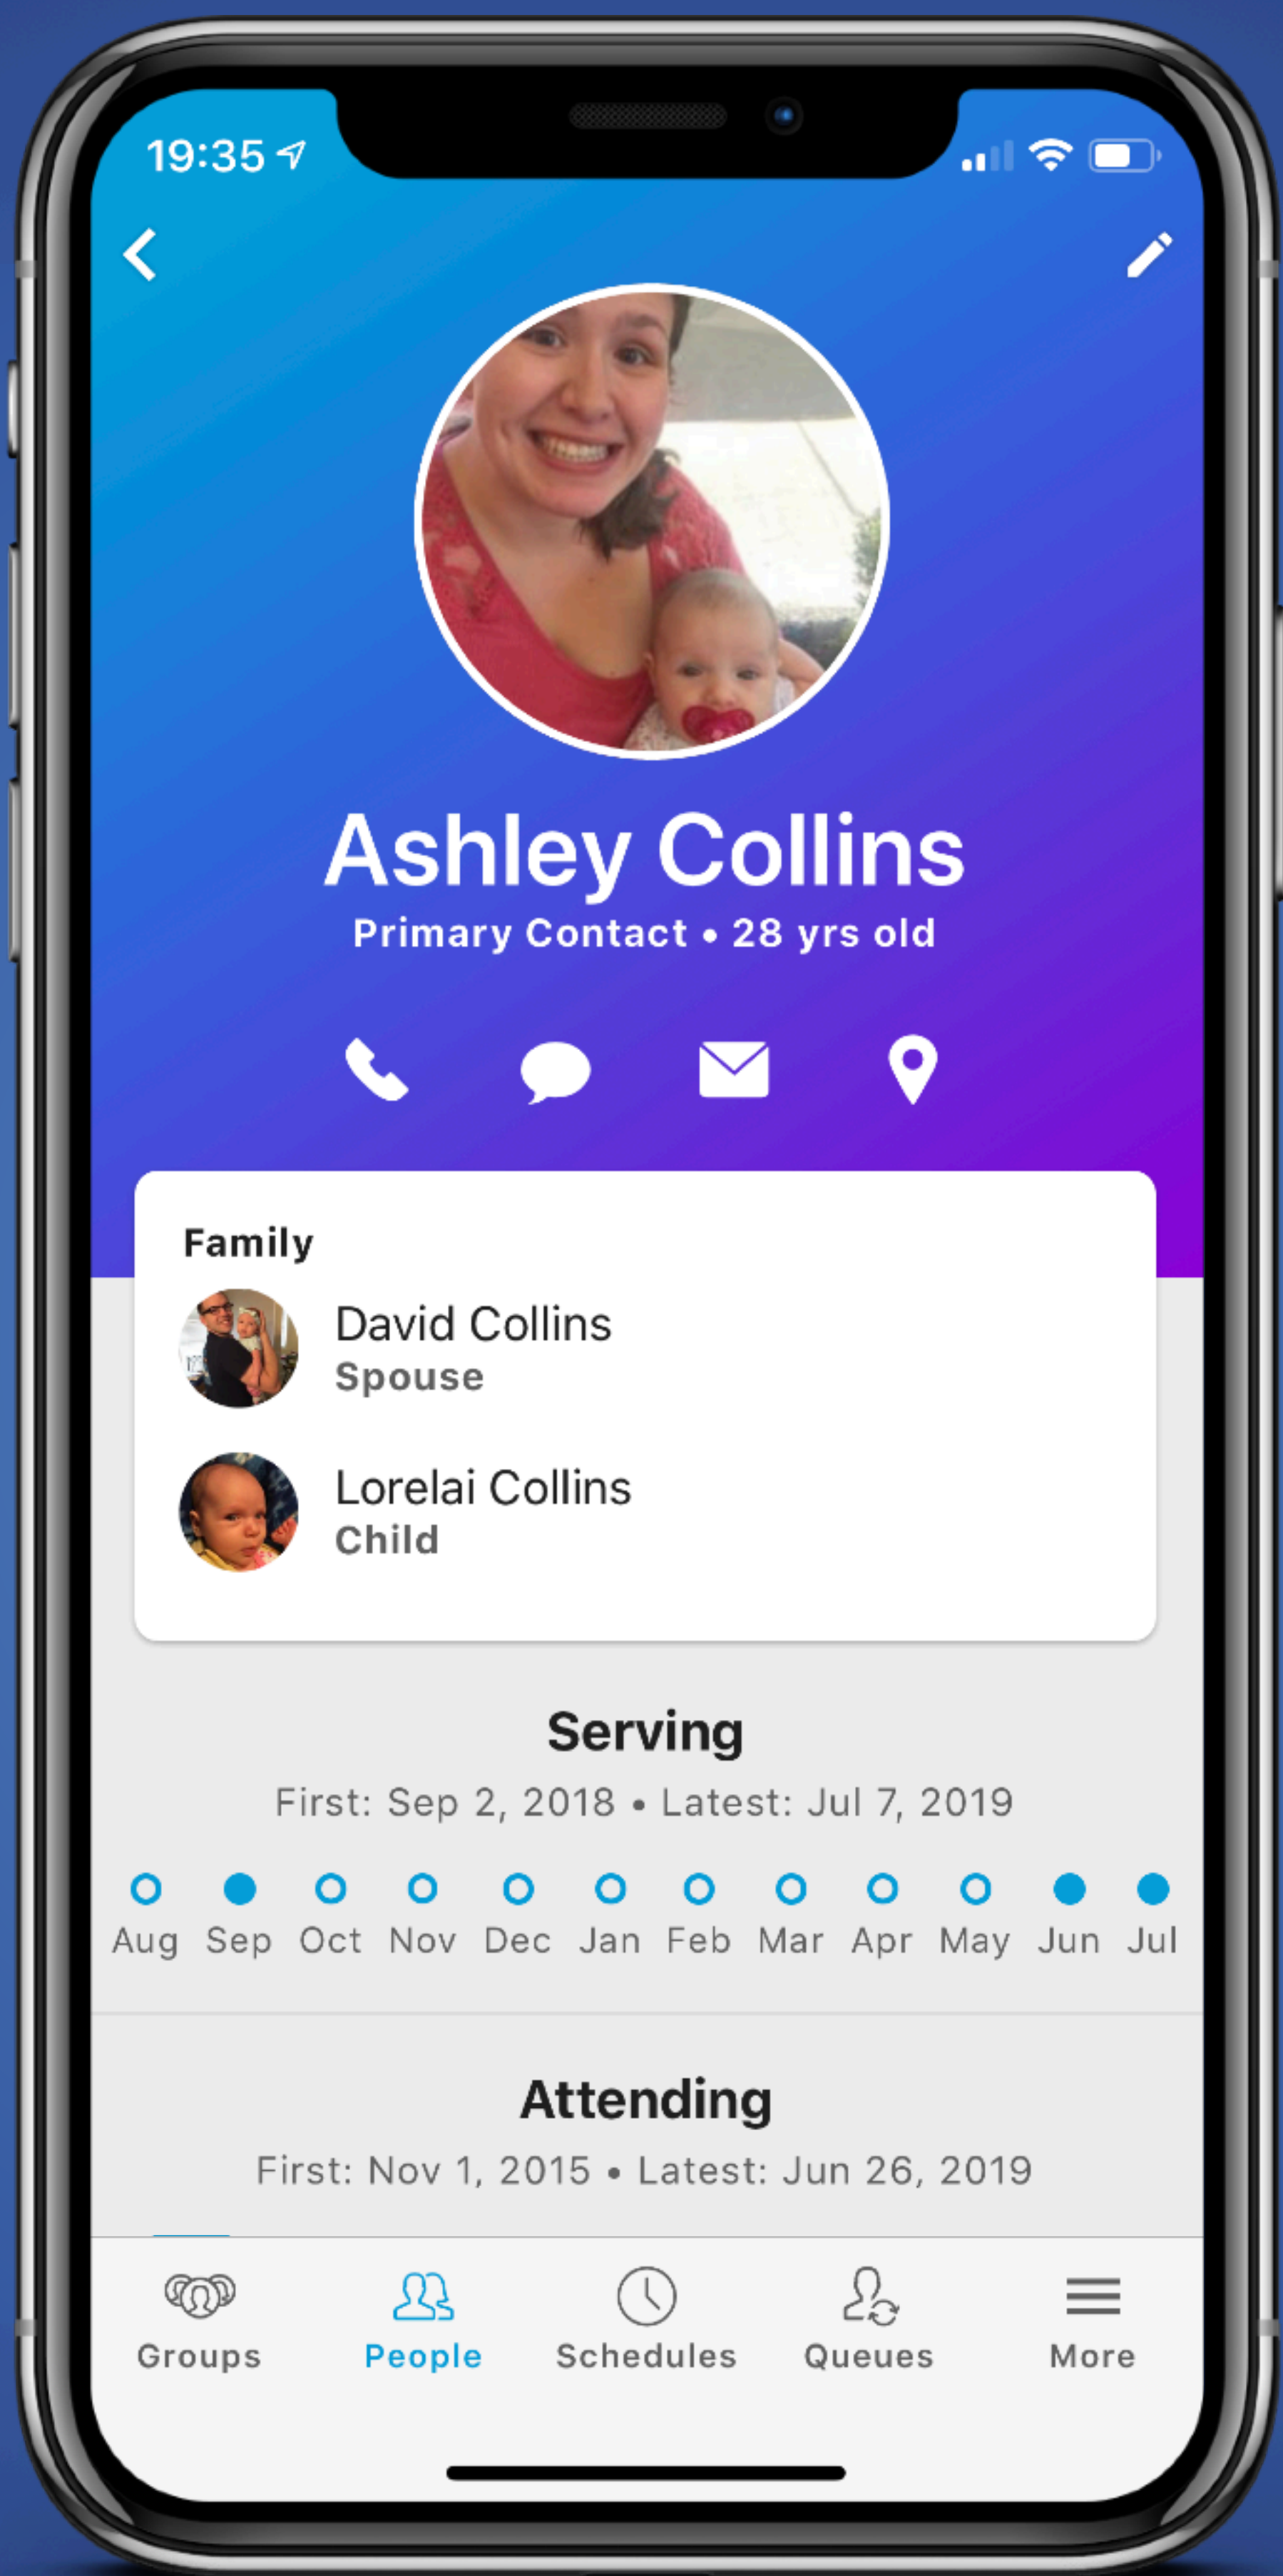 19:35
Ashley Collins
Primary Contact • 28 yrs old
Family
David Collins
Spouse
Lorelai Collins
Child
Serving
First: Sep 2, 2018 • Latest: Jul 7, 2019
Aug Sep Oct Nov Dec Jan Feb Mar Apr May Jun Jul
Attending
First: Nov 1, 2015 • Latest: Jun 26, 2019
Groups People Schedules Queues More